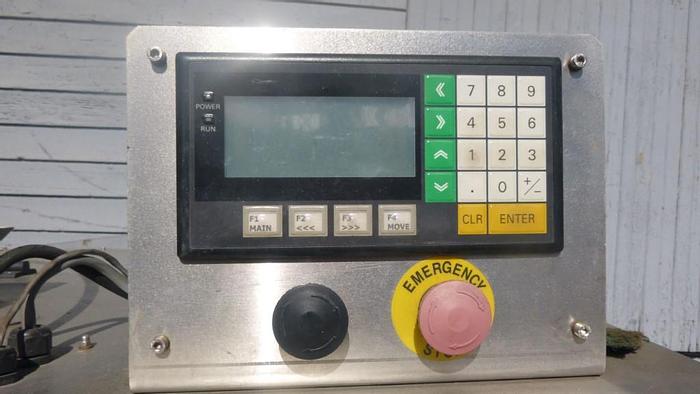 POWER
RUN
« 7 8 9
» 4 5 6
1 2 3
. 0 +/-
CLR ENTER
F1 MAIN
F2 <<<
F3 >>>
F4 MOVE
EMERGENCY
STOP